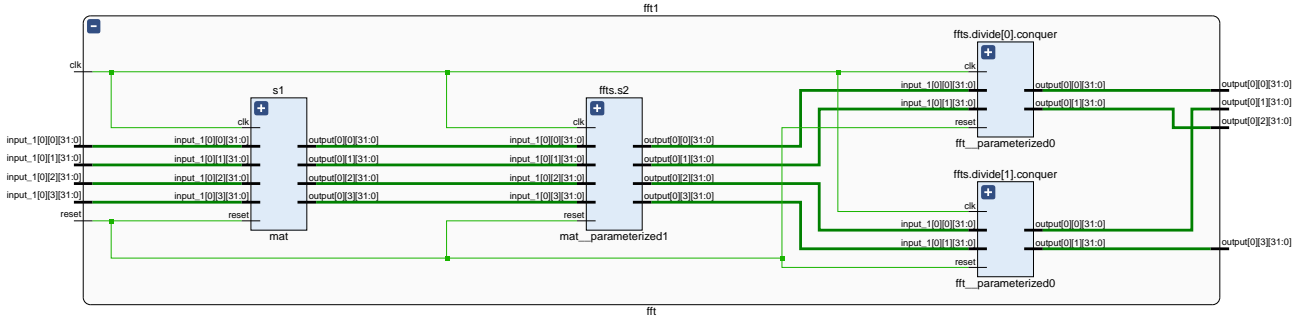 fft1
clk
input_1[0][0][31:0]
input_1[0][1][31:0]
input_1[0][2][31:0]
input_1[0][3][31:0]
reset
s1
clk
input_1[0][0][31:0]
input_1[0][1][31:0]
input_1[0][2][31:0]
input_1[0][3][31:0]
reset
output[0][0][31:0]
output[0][1][31:0]
output[0][2][31:0]
output[0][3][31:0]
mat
ffts.s2
clk
input_1[0][0][31:0]
input_1[0][1][31:0]
input_1[0][2][31:0]
input_1[0][3][31:0]
reset
output[0][0][31:0]
output[0][1][31:0]
output[0][2][31:0]
output[0][3][31:0]
mat__parameterized1
ffts.divide[0].conquer
clk
input_1[0][0][31:0]
input_1[0][1][31:0]
reset
output[0][0][31:0]
output[0][1][31:0]
fft__parameterized0
ffts.divide[1].conquer
clk
input_1[0][0][31:0]
input_1[0][1][31:0]
reset
output[0][0][31:0]
output[0][1][31:0]
fft__parameterized0
output[0][0][31:0]
output[0][1][31:0]
output[0][2][31:0]
output[0][3][31:0]
fft